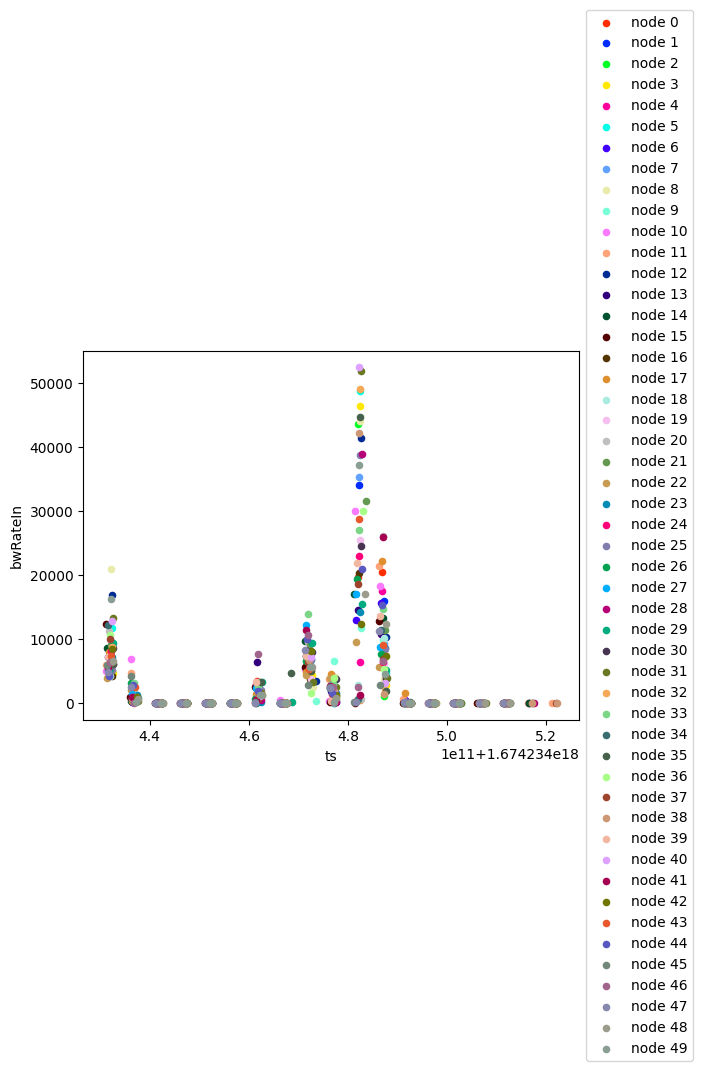 node 0
node 1
node 2
node 3
node 4
node 5
node 6
node 7
node 8
node 9
node 10
node 11
node 12
node 13
node 14
node 15
node 16
node 17
node 18
node 19
node 20
node 21
node 22
node 23
node 24
node 25
node 26
node 27
node 28
node 29
node 30
node 31
node 32
node 33
node 34
node 35
node 36
node 37
node 38
node 39
node 40
node 41
node 42
node 43
node 44
node 45
node 46
node 47
node 48
node 49
bwRateIn
50000
40000
30000
20000
10000
0
4.4 4.6 4.8 5.0 5.2
ts
1e11+1.674234e18